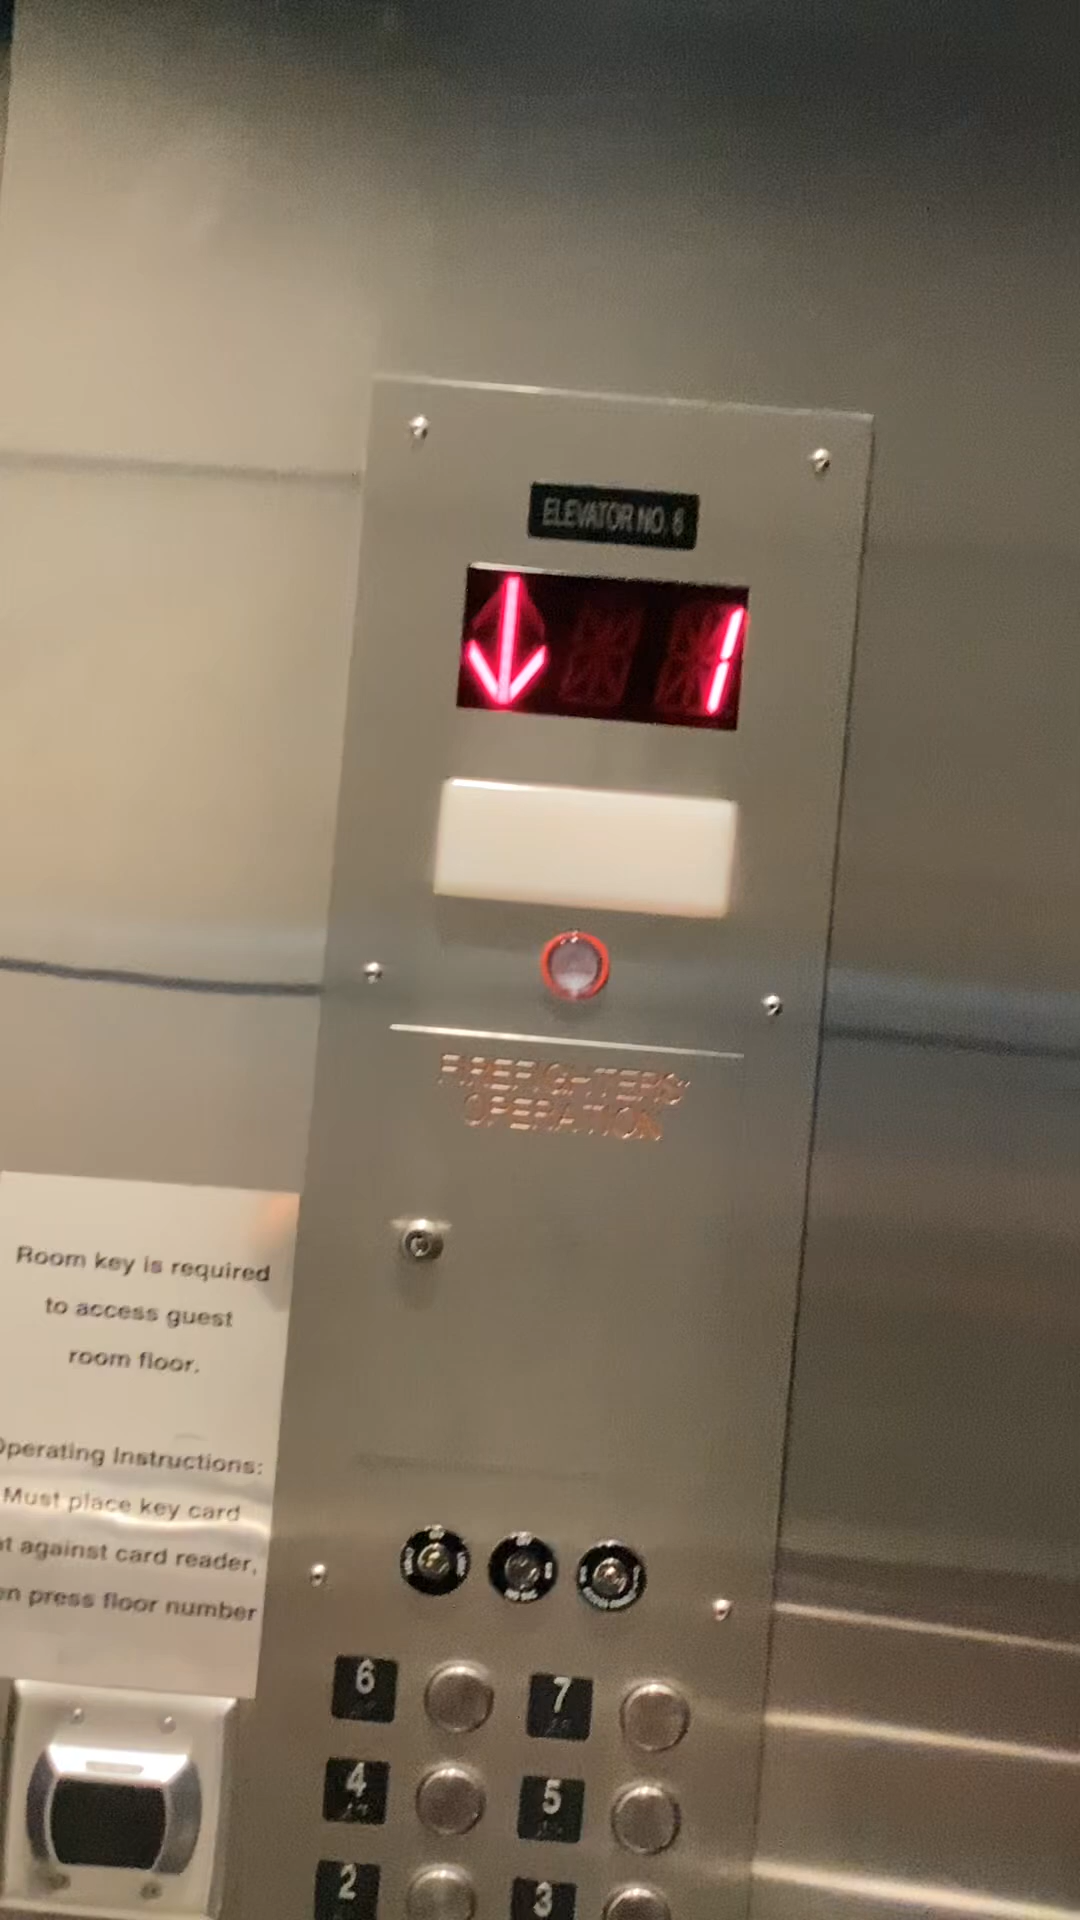 ELEVATOR NO. 6
1
FIREFIGHTERS'
OPERATION
Room key is required
to access guest
room floor.
Operating Instructions:
Must place key card
against card reader,
press floor number
6 7
4 5
2 3